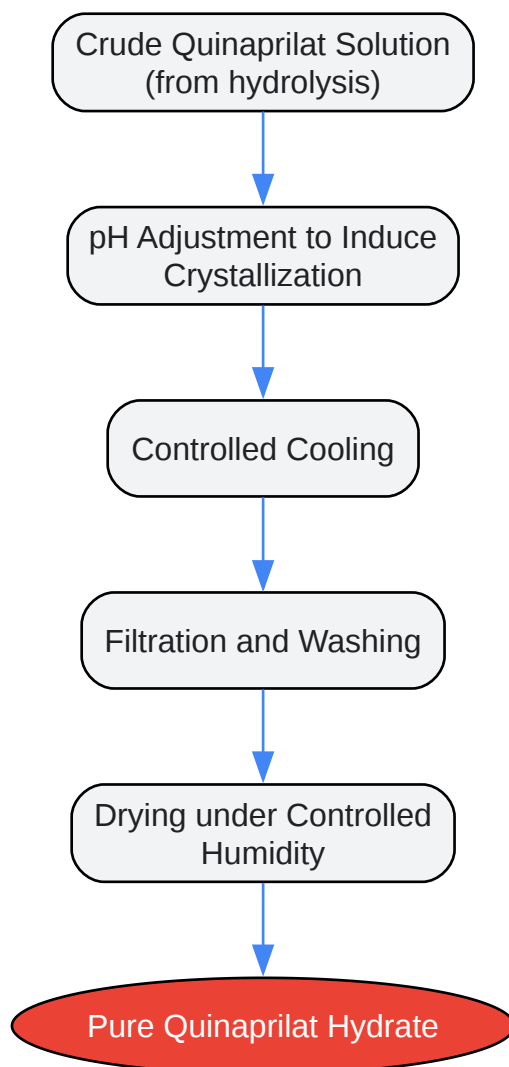 Crude Quinaprilat Solution
(from hydrolysis)
pH Adjustment to Induce
Crystallization
Controlled Cooling
Filtration and Washing
Drying under Controlled
Humidity
Pure Quinaprilat Hydrate